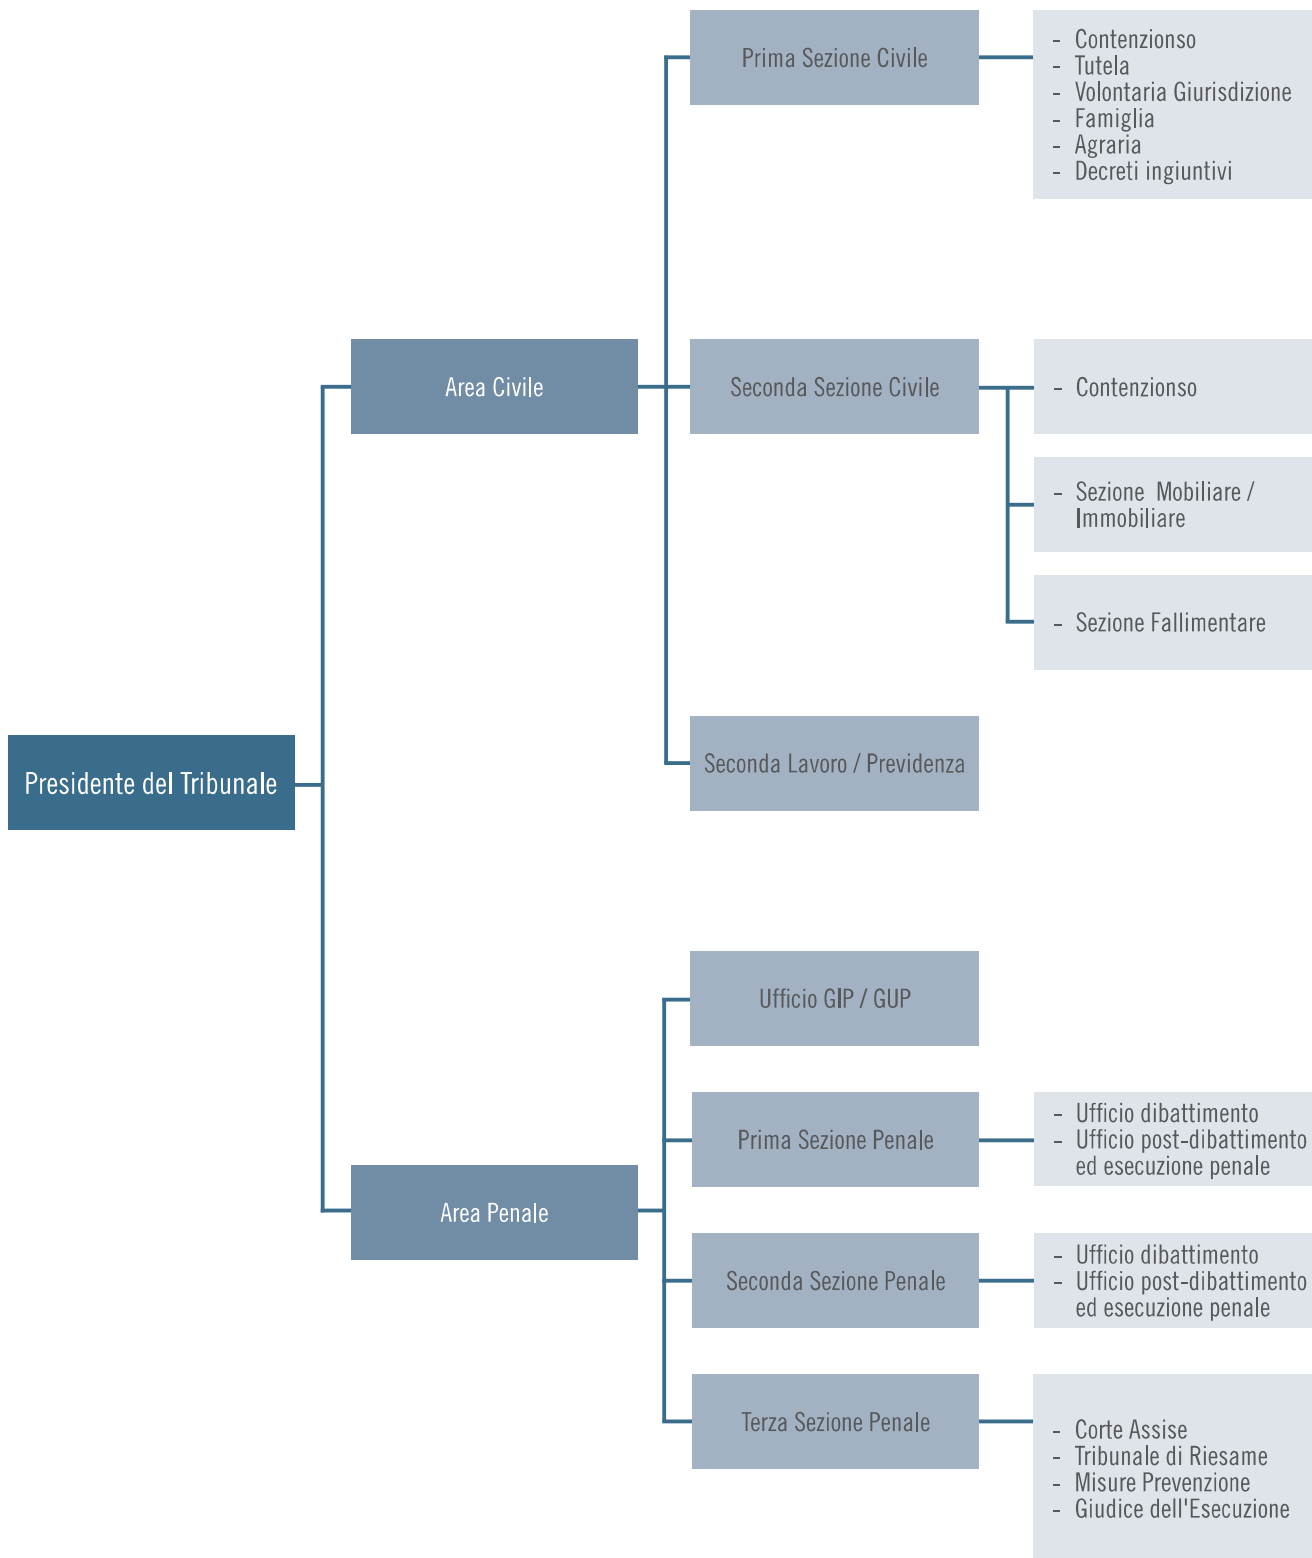 Presidente del Tribunale
Area Civile
Prima Sezione Civile
- Contenzionso
- Tutela
- Volontaria Giurisdizione
- Famiglia
- Agraria
- Decreti ingiuntivi
Seconda Sezione Civile
- Contenzionso
- Sezione Mobiliare /
Immobiliare
- Sezione Fallimentare
Seconda Lavoro / Previdenza
Area Penale
Ufficio GIP / GUP
Prima Sezione Penale
- Ufficio dibattimento
- Ufficio post-dibattimento
ed esecuzione penale
Seconda Sezione Penale
- Ufficio dibattimento
- Ufficio post-dibattimento
ed esecuzione penale
Terza Sezione Penale
- Corte Assise
- Tribunale di Riesame
- Misure Prevenzione
- Giudice dell'Esecuzione